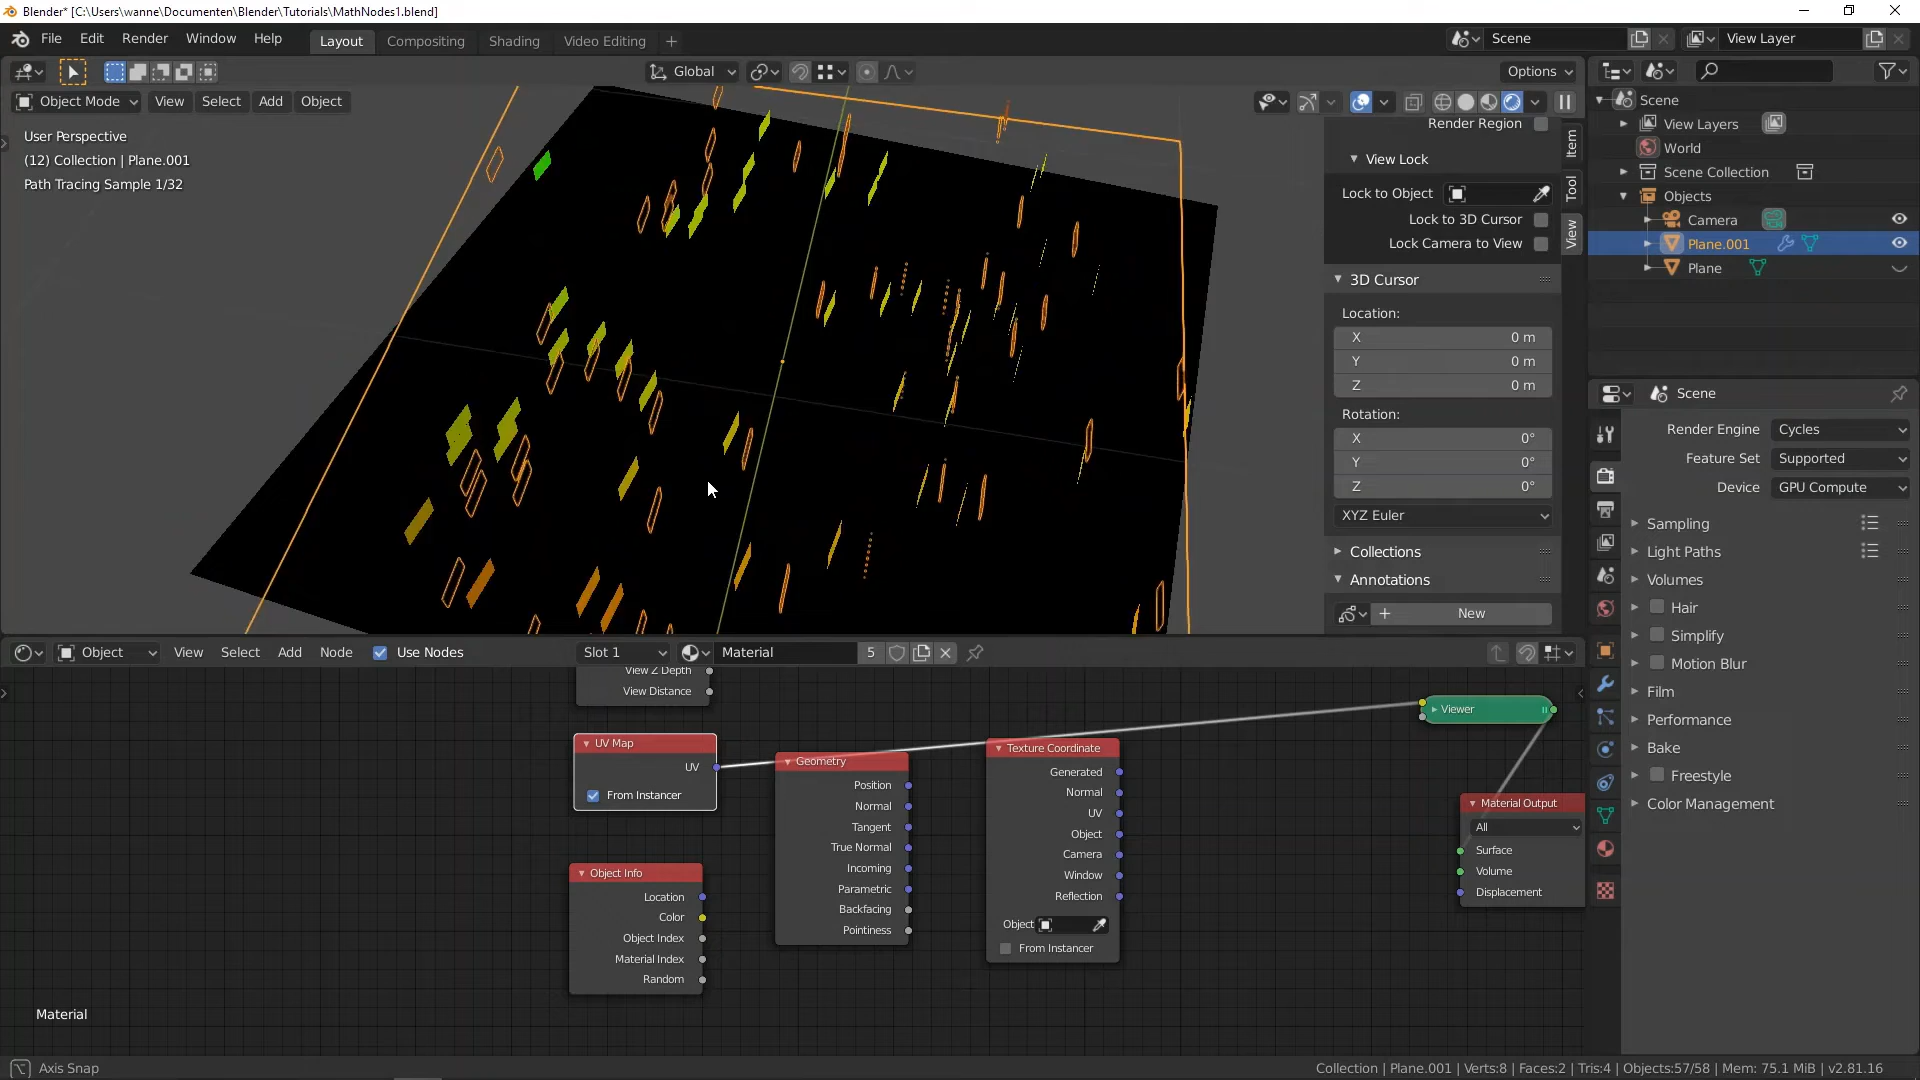 Blender* [C:\Users\wanne\Documenten\Blender\Tutorials\MathNodes1.blend]
File Edit Render Window Help Layout Compositing Shading Video Editing + Scene View Layer
Global Options
Object Mode View Select Add Object
User Perspective
(12) Collection | Plane.001
Path Tracing Sample 1/32
Render Region
View Lock
Lock to Object
Lock to 3D Cursor
Lock Camera to View
3D Cursor
Location:
X 0 m
Y 0 m
Z 0 m
Rotation:
X 0°
Y 0°
Z 0°
XYZ Euler
Collections
Annotations
+ New
Item
Tool
View
Scene
View Layers
World
Scene Collection
Objects
Camera
Plane.001
Plane
Scene
Render Engine Cycles
Feature Set Supported
Device GPU Compute
Sampling
Light Paths
Volumes
Hair
Simplify
Motion Blur
Film
Performance
Bake
Freestyle
Color Management
Object View Select Add Node Use Nodes Slot 1 Material 5
View Z Depth
View Distance
UV Map
UV
From Instancer
Object Info
Location
Color
Object Index
Material Index
Random
Geometry
Position
Normal
Tangent
True Normal
Incoming
Parametric
Backfacing
Pointiness
Texture Coordinate
Generated
Normal
UV
Object
Camera
Window
Reflection
Object
From Instancer
Viewer
Material Output
All
Surface
Volume
Displacement
Material
Axis Snap
Collection | Plane.001 | Verts:8 | Faces:2 | Tris:4 | Objects:57/58 | Mem: 75.1 MiB | v2.81.16